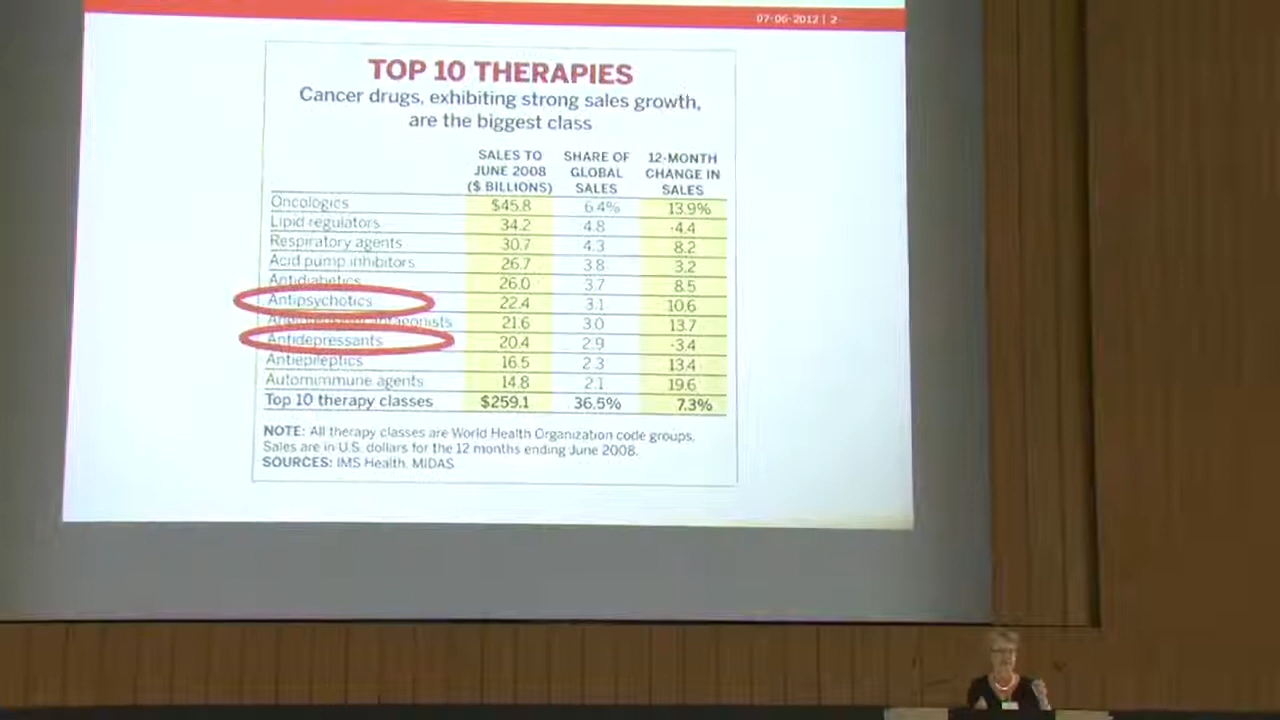 07-06-2012 | 2
TOP 10 THERAPIES
Cancer drugs, exhibiting strong sales growth,
are the biggest class
SALES TO JUNE 2008 ($ BILLIONS) SHARE OF GLOBAL SALES 12-MONTH CHANGE IN SALES
Oncologics $45.8 6.4% 13.9%
Lipid regulators 34.2 4.8 -4.4
Respiratory agents 30.7 4.3 8.2
Acid pump inhibitors 26.7 3.8 3.2
Antidiabetics 26.0 3.7 8.5
Antipsychotics 22.4 3.1 10.6
antagonists 21.6 3.0 13.7
Antidepressants 20.4 2.9 -3.4
Antiepileptics 16.5 2.3 13.4
Autoimmune agents 14.8 2.1 19.6
Top 10 therapy classes $259.1 36.5% 7.3%
NOTE: All therapy classes are World Health Organization code groups.
Sales are in U.S. dollars for the 12 months ending June 2008.
SOURCES: IMS Health, MIDAS